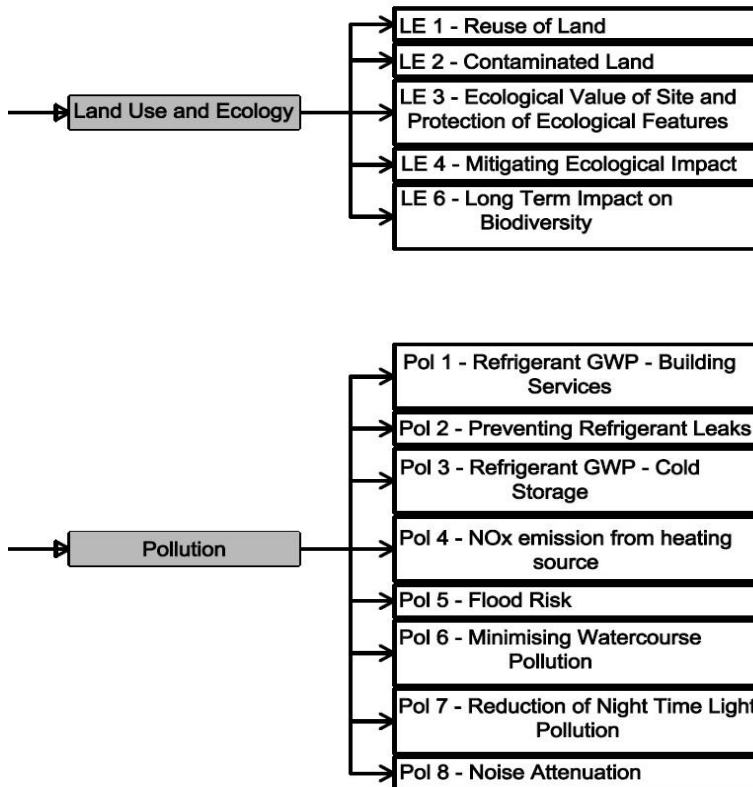 LE 1 - Reuse of Land
LE 2 - Contaminated Land
Land Use and Ecology
LE 3 - Ecological Value of Site and
Protection of Ecological Features
LE 4 - Mitigating Ecological Impact
LE 6 - Long Term Impact on
Biodiversity
Pol 1 - Refrigerant GWP - Building
Services
Pol 2 - Preventing Refrigerant Leaks
Pol 3 - Refrigerant GWP - Cold
Storage
Pollution
Pol 4 - NOx emission from heating
source
Pol 5 - Flood Risk
Pol 6 - Minimising Watercourse
Pollution
Pol 7 - Reduction of Night Time Light
Pollution
Pol 8 - Noise Attenuation